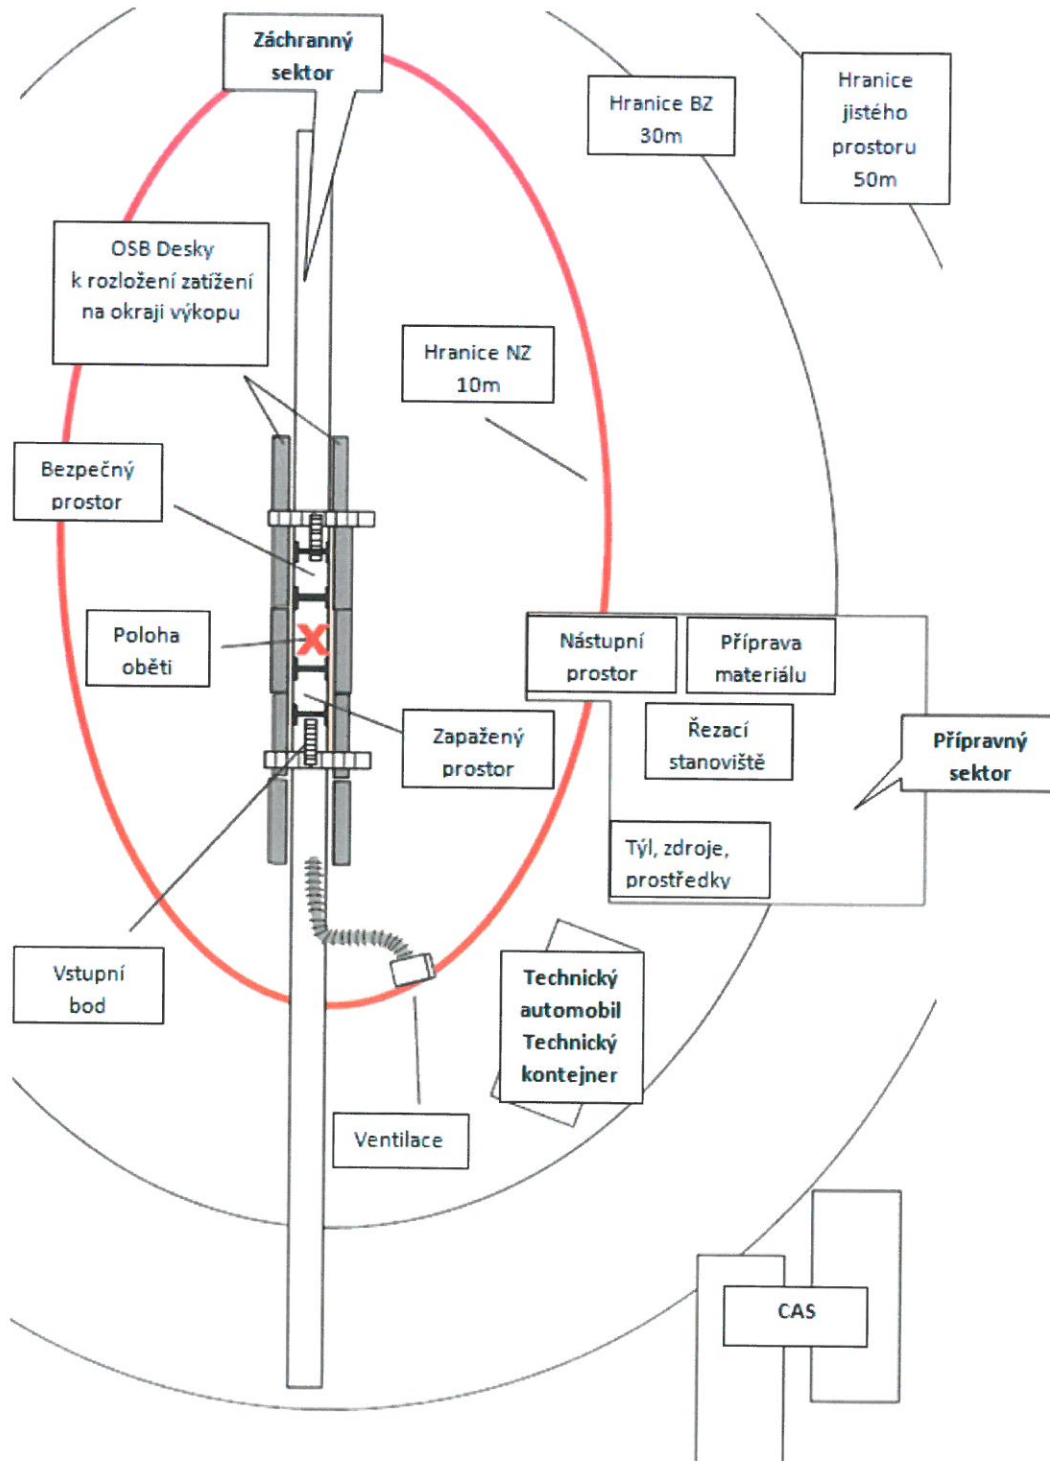 Záchranný
sektor
Hranice BZ
30m
Hranice
jistého
prostoru
50m
OSB Desky
k rozložení zatížení
na okraji výkopu
Hranice NZ
10m
Bezpečný
prostor
Poloha
oběti
X
Nástupní
prostor
Příprava
materiálu
Zapažený
prostor
Řezací
stanoviště
Přípravný
sektor
Týl, zdroje,
prostředky
Vstupní
bod
Technický
automobil
Technický
kontejner
Ventilace
CAS